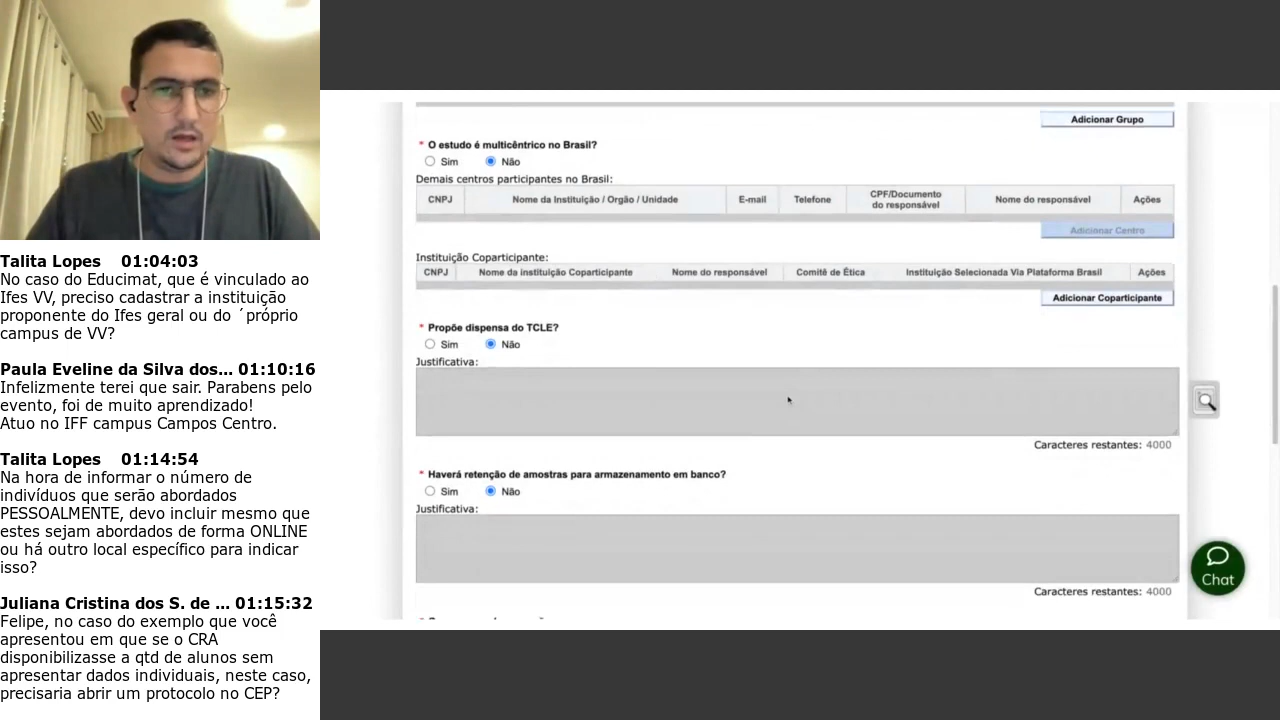 Talita Lopes 01:04:03
No caso do Educimat, que é vinculado ao
Ifes VV, preciso cadastrar a instituição
proponente do Ifes geral ou do ´próprio
campus de VV?
Paula Eveline da Silva dos... 01:10:16
Infelizmente terei que sair. Parabens pelo
evento, foi de muito aprendizado!
Atuo no IFF campus Campos Centro.
Talita Lopes 01:14:54
Na hora de informar o número de
indivíduos que serão abordados
PESSOALMENTE, devo incluir mesmo que
estes sejam abordados de forma ONLINE
ou há outro local específico para indicar
isso?
Juliana Cristina dos S. de ... 01:15:32
Felipe, no caso do exemplo que você
apresentou em que se o CRA
disponibilizasse a qtd de alunos sem
apresentar dados individuais, neste caso,
precisaria abrir um protocolo no CEP?
Adicionar Grupo
* O estudo é multicêntrico no Brasil?
Sim Não
Demais centros participantes no Brasil:
CNPJ Nome da Instituição / Orgão / Unidade E-mail Telefone CPF/Documento do responsável Nome do responsável Ações
Adicionar Centro
Instituição Coparticipante:
CNPJ Nome da instituição Coparticipante Nome do responsável Comitê de Ética Instituição Selecionada Via Plataforma Brasil Ações
Adicionar Coparticipante
* Propõe dispensa do TCLE?
Sim Não
Justificativa:
Caracteres restantes: 4000
* Haverá retenção de amostras para armazenamento em banco?
Sim Não
Justificativa:
Caracteres restantes: 4000
Chat